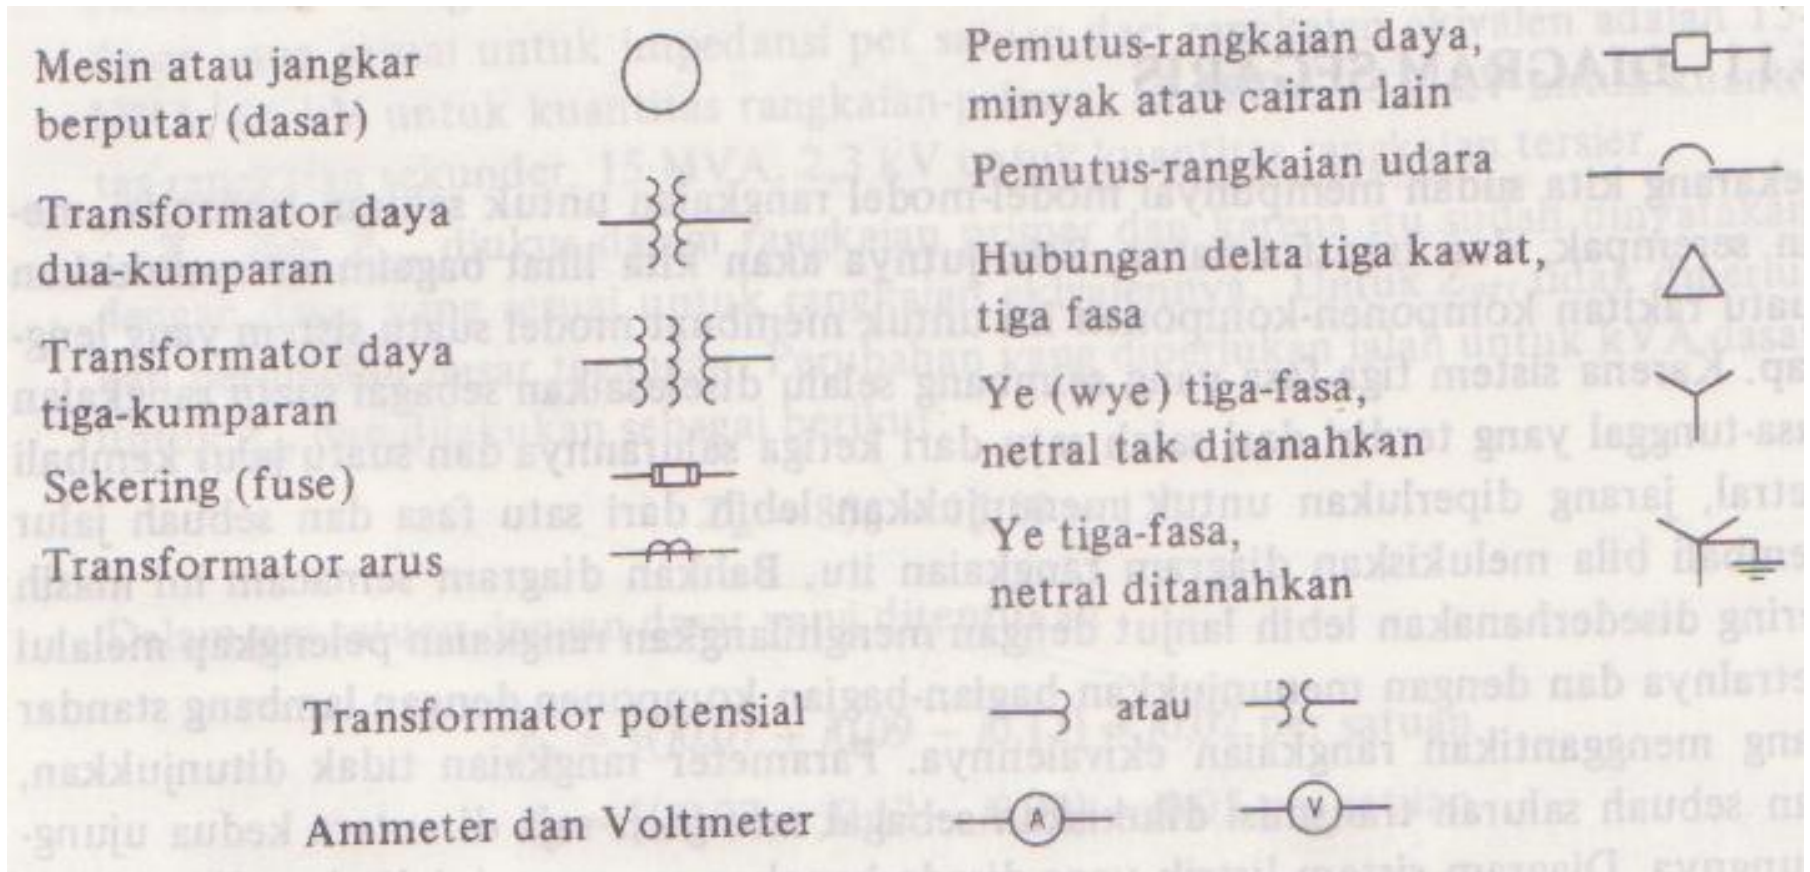 Mesin atau jangkar
berputar (dasar)
Transformator daya
dua-kumparan
Transformator daya
tiga-kumparan
Sekering (fuse)
Transformator arus
Pemutus-rangkaian daya,
minyak atau cairan lain
Pemutus-rangkaian udara
Hubungan delta tiga kawat,
tiga fasa
Ye (wye) tiga-fasa,
netral tak ditanahkan
Ye tiga-fasa,
netral ditanahkan
Transformator potensial atau
Ammeter dan Voltmeter A V